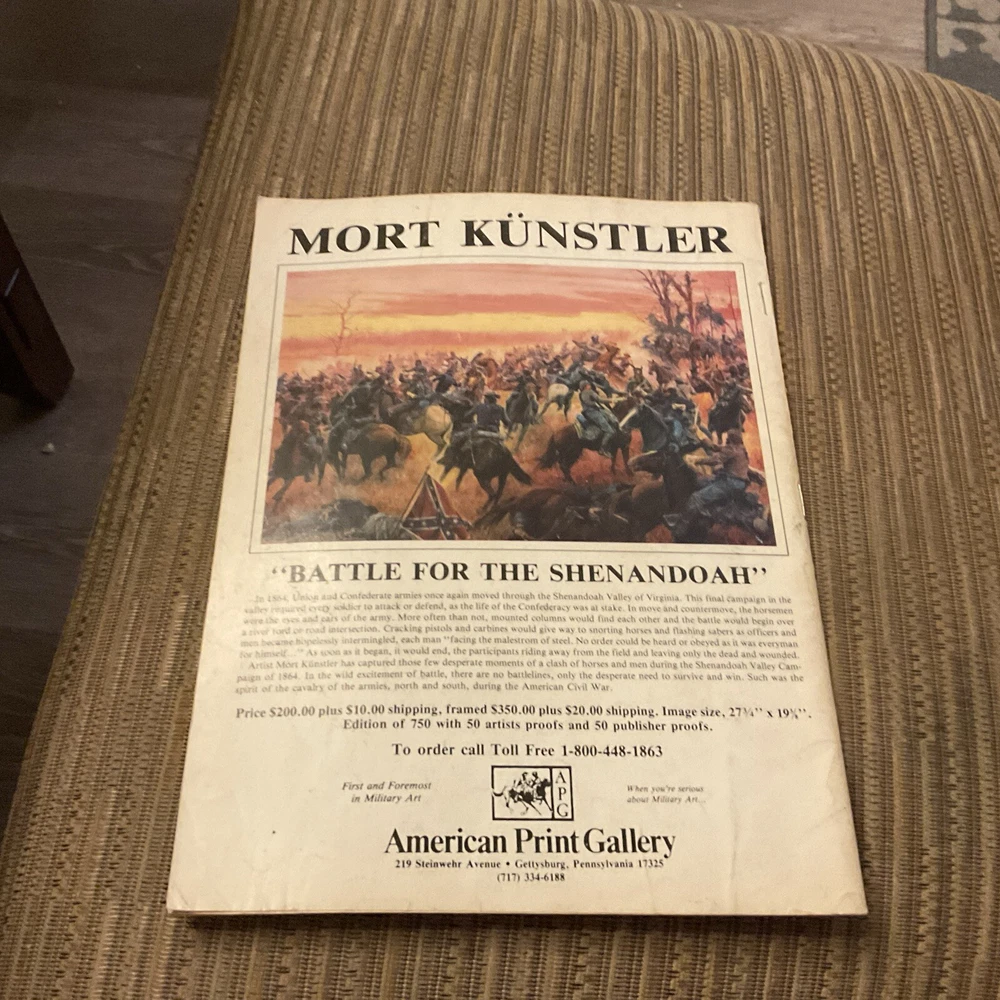 MORT KÜNSTLER
“BATTLE FOR THE SHENANDOAH”
In 1864, Union and Confederate armies once again moved through the Shenandoah Valley of Virginia. This final campaign in the
valley required every soldier to attack or defend, as the life of the Confederacy was at stake. In move and countermove, the horsemen
were the eyes and ears of the army. More often than not, mounted columns would find each other and the battle would begin over
a river ford or road intersection. Cracking pistols and carbines would give way to snorting horses and flashing sabers as officers and
men became hopelessly intermingled, each man “facing the malestrom of steel. No order could be heard or obeyed as it was everyman
for himself...” As soon as it began, it would end, the participants riding away from the field and leaving only the dead and wounded.
Artist Mort Künstler has captured those few desperate moments of a clash of horses and men during the Shenandoah Valley Cam-
paign of 1864. In the wild excitement of battle, there are no battlelines, only the desperate need to survive and win. Such was the
spirit of the cavalry of the armies, north and south, during the American Civil War.
Price $200.00 plus $10.00 shipping, framed $350.00 plus $20.00 shipping. Image size, 27¾” x 19⅝”.
Edition of 750 with 50 artists proofs and 50 publisher proofs.
To order call Toll Free 1-800-448-1863
First and Foremost
in Military Art
A
P
G
When you're serious
about Military Art...
American Print Gallery
219 Steinwehr Avenue • Gettysburg, Pennsylvania 17325
(717) 334-6188